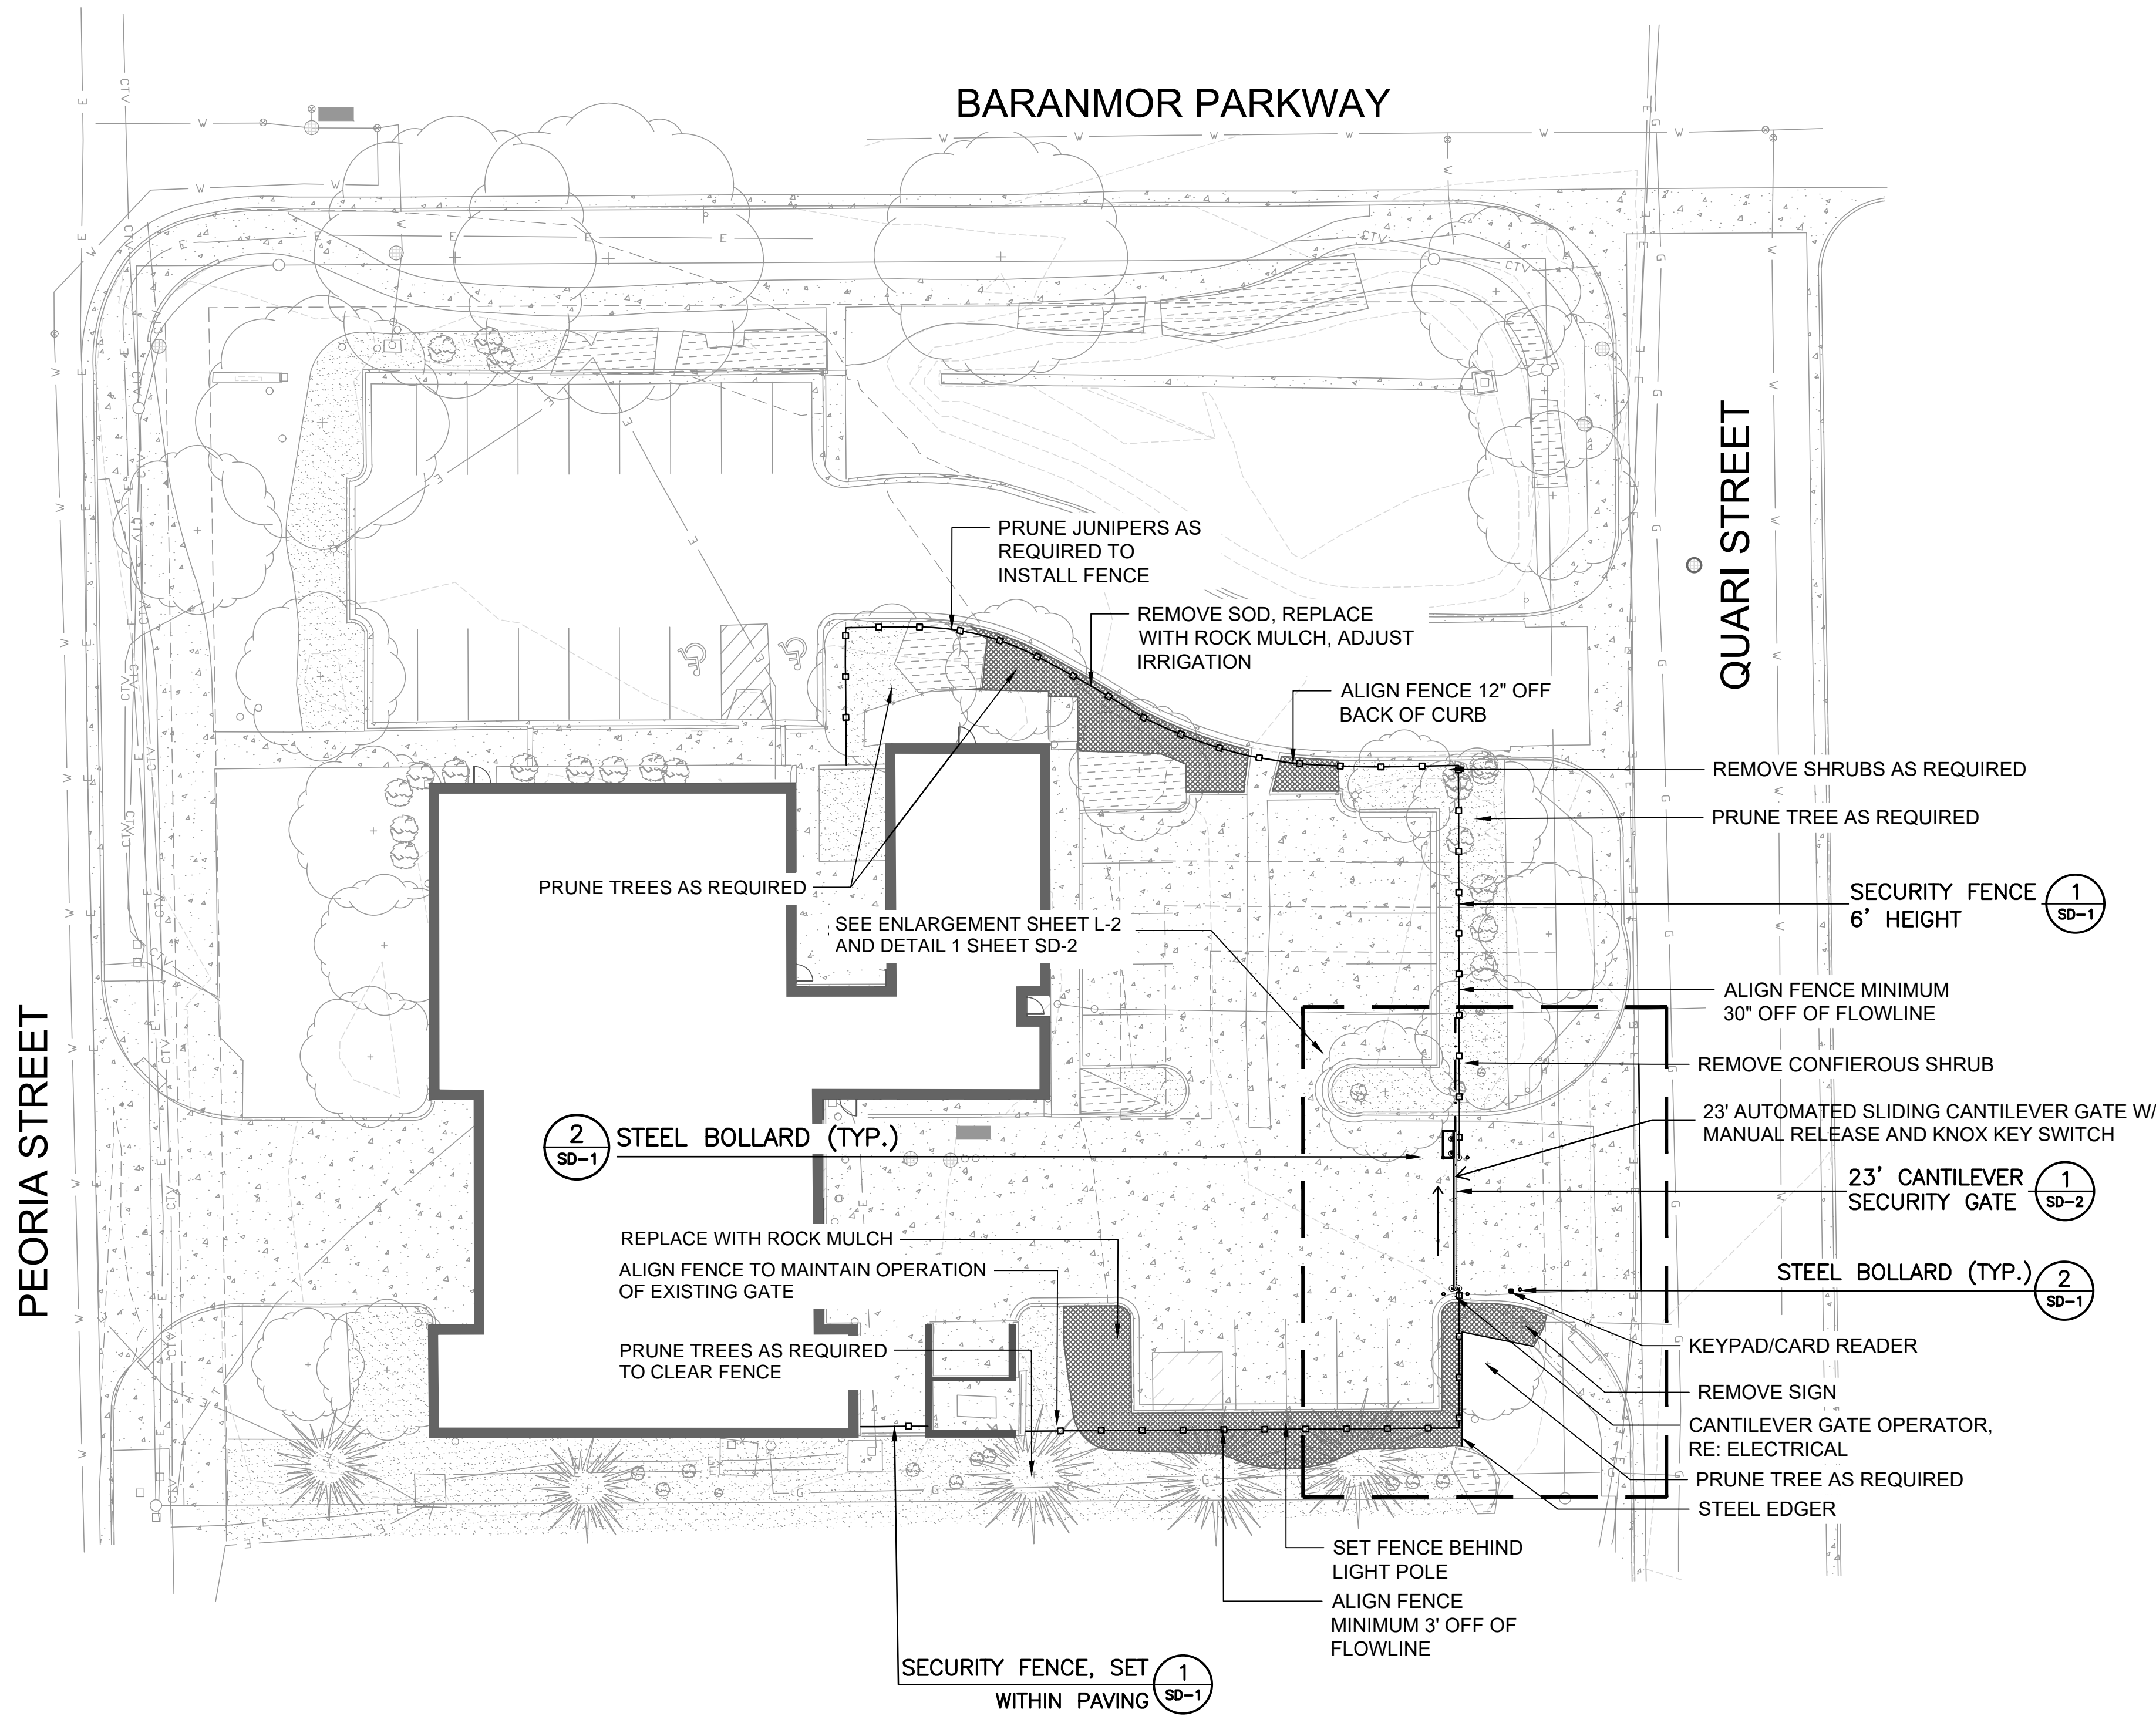 BARANMOR PARKWAY
PEORIA STREET
QUARI STREET
PRUNE JUNIPERS AS
REQUIRED TO
INSTALL FENCE
REMOVE SOD, REPLACE
WITH ROCK MULCH, ADJUST
IRRIGATION
ALIGN FENCE 12" OFF
BACK OF CURB
REMOVE SHRUBS AS REQUIRED
PRUNE TREE AS REQUIRED
PRUNE TREES AS REQUIRED
SEE ENLARGEMENT SHEET L-2
AND DETAIL 1 SHEET SD-2
SECURITY FENCE
6' HEIGHT
1
SD-1
ALIGN FENCE MINIMUM
30" OFF OF FLOWLINE
REMOVE CONFIEROUS SHRUB
23' AUTOMATED SLIDING CANTILEVER GATE W/
MANUAL RELEASE AND KNOX KEY SWITCH
2
SD-1
STEEL BOLLARD (TYP.)
23' CANTILEVER
SECURITY GATE
1
SD-2
REPLACE WITH ROCK MULCH
ALIGN FENCE TO MAINTAIN OPERATION
OF EXISTING GATE
STEEL BOLLARD (TYP.)
2
SD-1
PRUNE TREES AS REQUIRED
TO CLEAR FENCE
KEYPAD/CARD READER
REMOVE SIGN
CANTILEVER GATE OPERATOR,
RE: ELECTRICAL
PRUNE TREE AS REQUIRED
STEEL EDGER
SET FENCE BEHIND
LIGHT POLE
ALIGN FENCE
MINIMUM 3' OFF OF
FLOWLINE
SECURITY FENCE, SET
WITHIN PAVING
1
SD-1